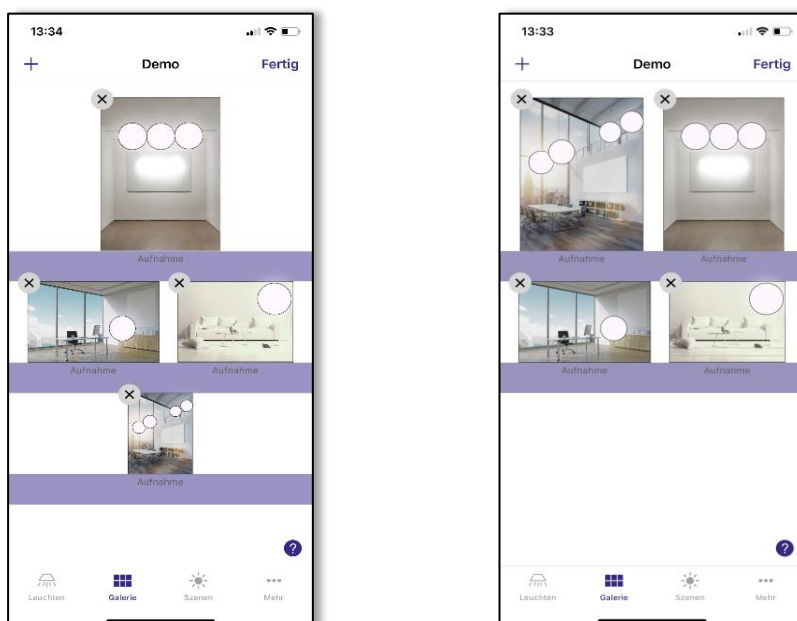 13:34
+ Demo Fertig
Aufnahme
Aufnahme Aufnahme
Aufnahme
?
Leuchten Galerie Szenen Mehr
13:33
+ Demo Fertig
Aufnahme Aufnahme
Aufnahme Aufnahme
?
Leuchten Galerie Szenen Mehr